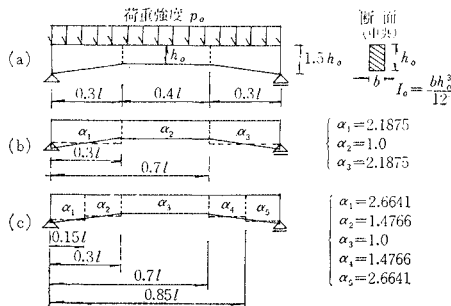 荷重強度 p₀
断面
(中央)
(a)
h₀
1.5h₀
h₀
b
I₀=bh₀³/12
0.3l
0.4l
0.3l
(b)
α₁
α₂
α₃
0.3l
0.7l
α₁=2.1875
α₂=1.0
α₃=2.1875
(c)
α₁
α₂
α₃
α₄
α₅
0.15l
0.3l
0.7l
0.85l
α₁=2.6641
α₂=1.4766
α₃=1.0
α₄=1.4766
α₅=2.6641